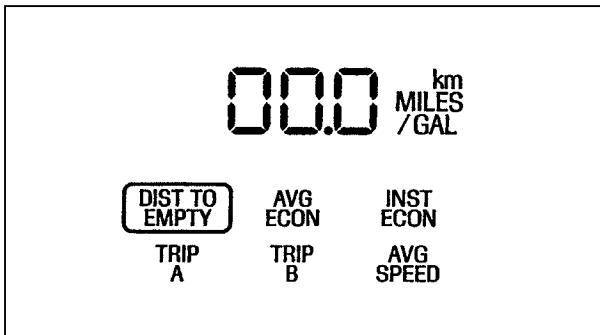 00.0 km
MILES
/GAL
DIST TO AVG INST
EMPTY ECON ECON
TRIP TRIP AVG
A B SPEED